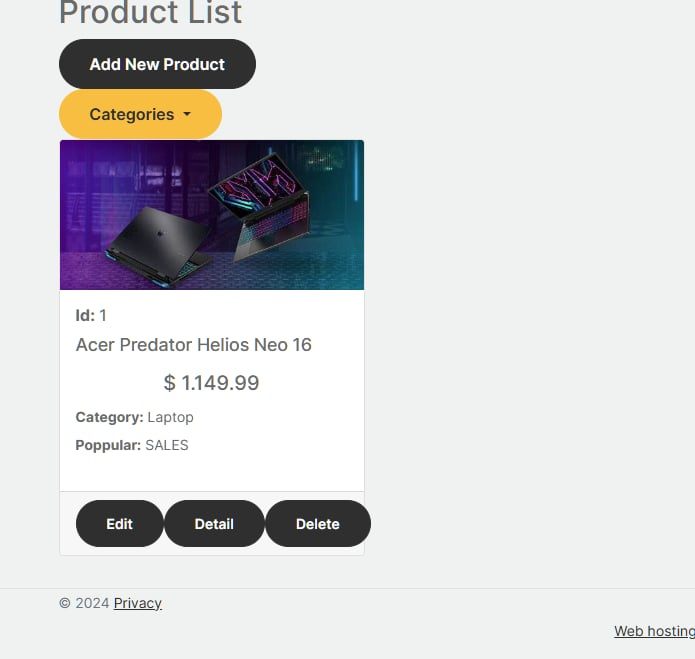 Product List
Add New Product
Categories
Id: 1
Acer Predator Helios Neo 16
$ 1.149.99
Category: Laptop
Poppular: SALES
Edit Detail Delete
© 2024 Privacy
Web hosting